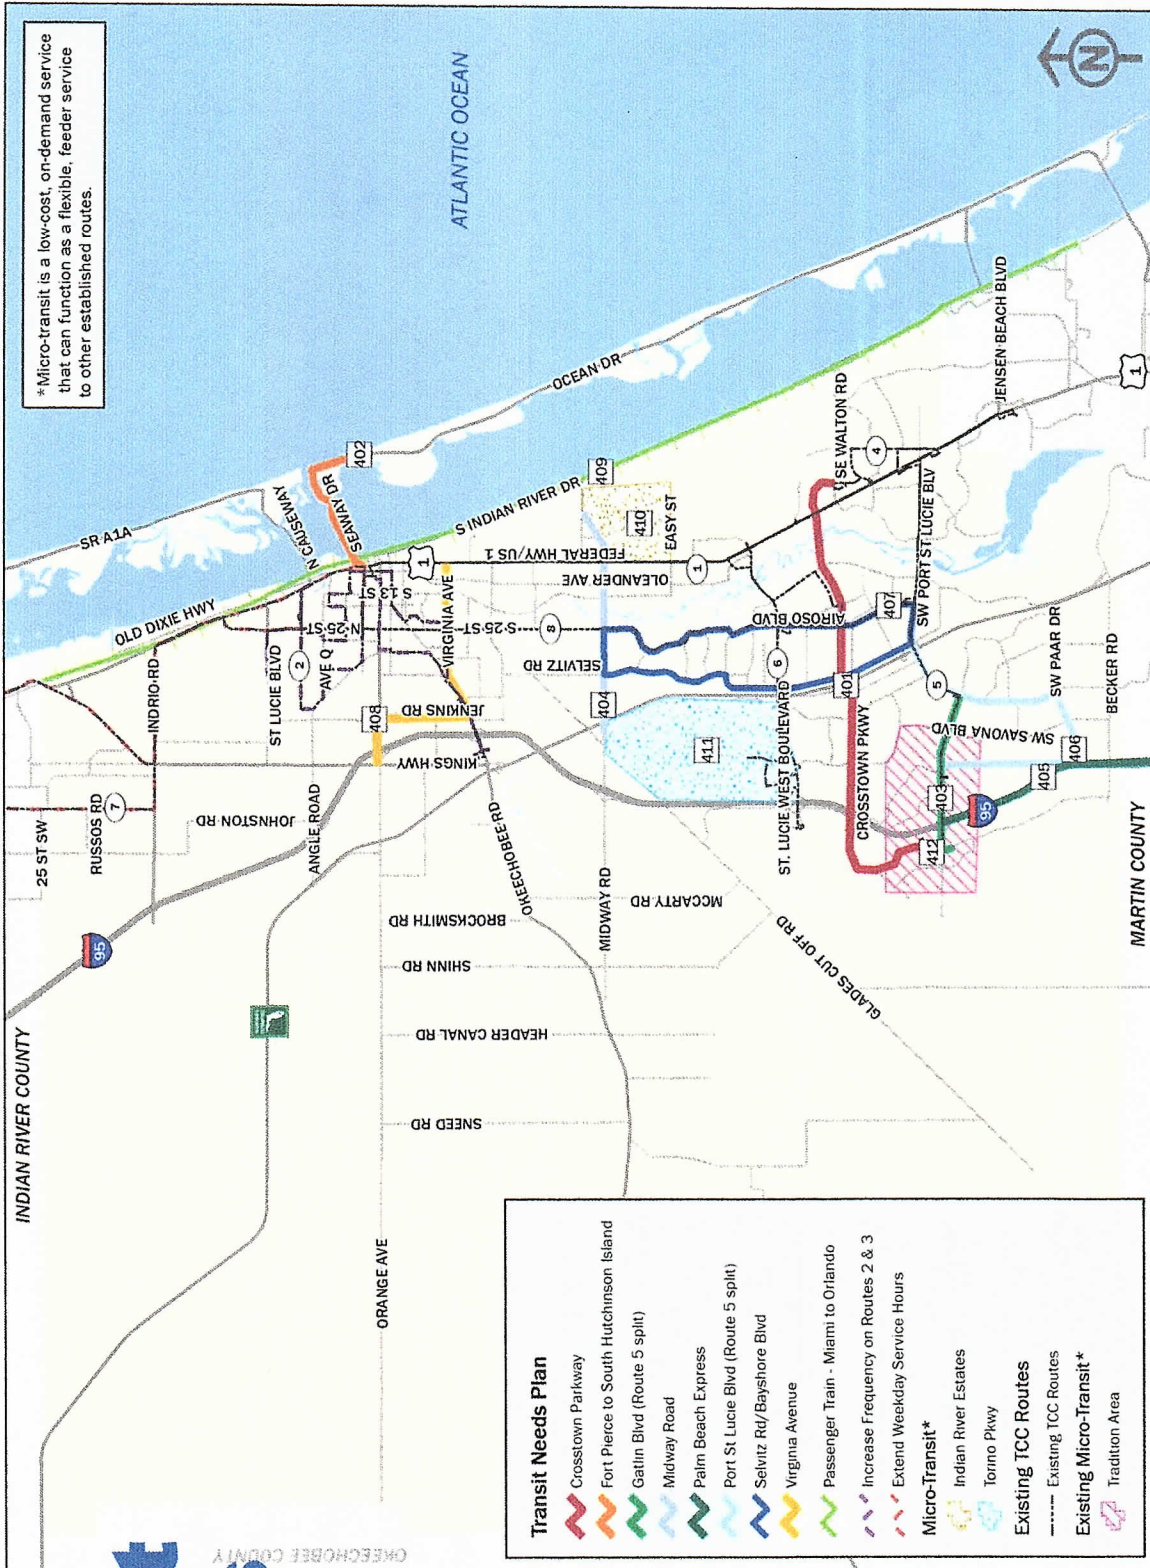 *Micro-transit is a low-cost, on-demand service
that can function as a flexible, feeder service
to other established routes.
INDIAN RIVER COUNTY
ATLANTIC OCEAN
N
25 ST SW
RUSSOS RD
7
INDRIO RD
OLD DIXIE HWY
SR A1A
N CAUSEWAY
SEAWAY DR
402
95
JOHNSTON RD
ANGLE ROAD
ST LUCIE BLVD
2
AVE Q
N 25 ST
S 13 ST
1
408
KINGS HWY
JENKINS RD
VIRGINIA AVE
S 25 ST
8
S INDIAN RIVER DR
OCEAN DR
ORANGE AVE
SNEED RD
HEADER CANAL RD
SHINN RD
BROCKSMITH RD
OKEECHOBEE RD
MIDWAY RD
MCCARTY RD
GLADES CUT OFF RD
404
SELVITZ RD
409
410
EASY ST
FEDERAL HWY/US 1
OLEANDER AVE
1
411
ST. LUCIE WEST BOULEVARD
6
AIROSO BLVD
407
401
CROSSTOWN PKWY
SE WALTON RD
4
SW PORT ST LUCIE BLV
5
412
403
95
405
406
SW SAVONA BLVD
SW PAAR DR
BECKER RD
JENSEN BEACH BLVD
1
MARTIN COUNTY
OKEECHOBEE COUNTY
Transit Needs Plan
Crosstown Parkway
Fort Pierce to South Hutchinson Island
Gatlin Blvd (Route 5 split)
Midway Road
Palm Beach Express
Port St Lucie Blvd (Route 5 split)
Selvitz Rd/Bayshore Blvd
Virginia Avenue
Passenger Train - Miami to Orlando
Increase Frequency on Routes 2 & 3
Extend Weekday Service Hours
Micro-Transit*
Indian River Estates
Torino Pkwy
Existing TCC Routes
Existing TCC Routes
Existing Micro-Transit*
Tradition Area